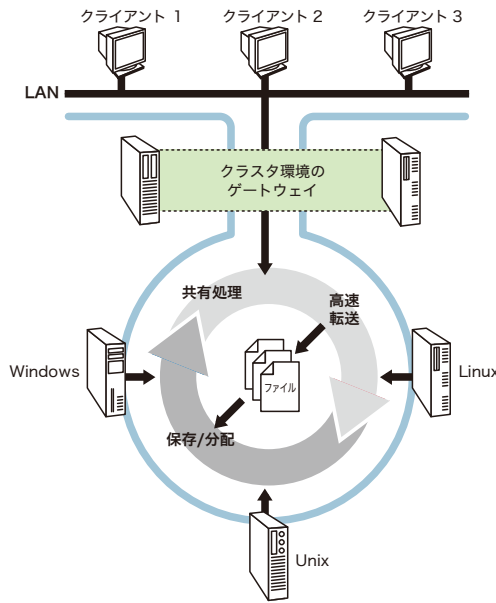 クライアント 1
クライアント 2
クライアント 3
LAN
クラスタ環境の
ゲートウェイ
共有処理
高速
転送
Windows
ファイル
Linux
保存/分配
Unix